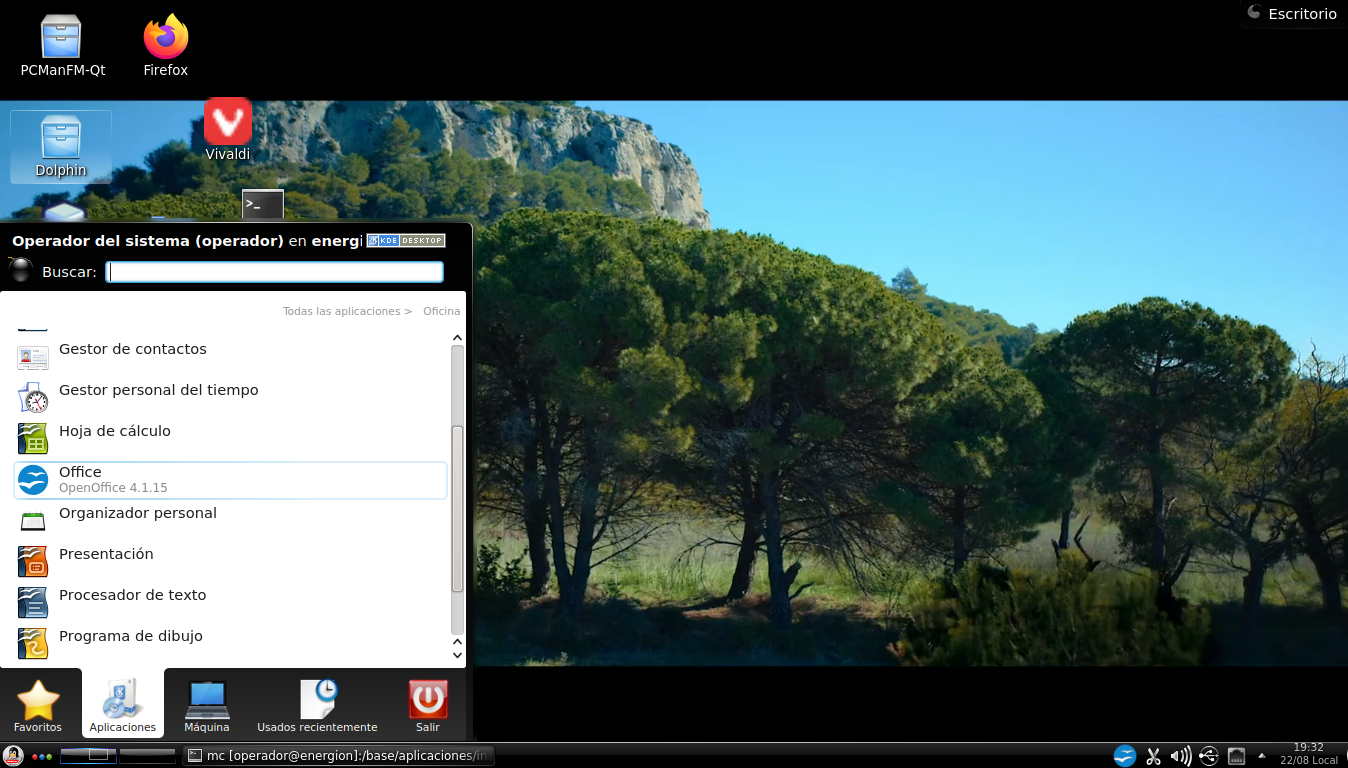 Escritorio
PCManFM-Qt
Firefox
Dolphin
Vivaldi
>_
Operador del sistema (operador) en energi
KDE DESKTOP
Buscar:
Todas las aplicaciones > Oficina
Gestor de contactos
Gestor personal del tiempo
Hoja de cálculo
Office
OpenOffice 4.1.15
Organizador personal
Presentación
Procesador de texto
Programa de dibujo
Favoritos
Aplicaciones
Máquina
Usados recientemente
Salir
mc [operador@energion]:/base/aplicaciones/in
19:32
22/08 Local